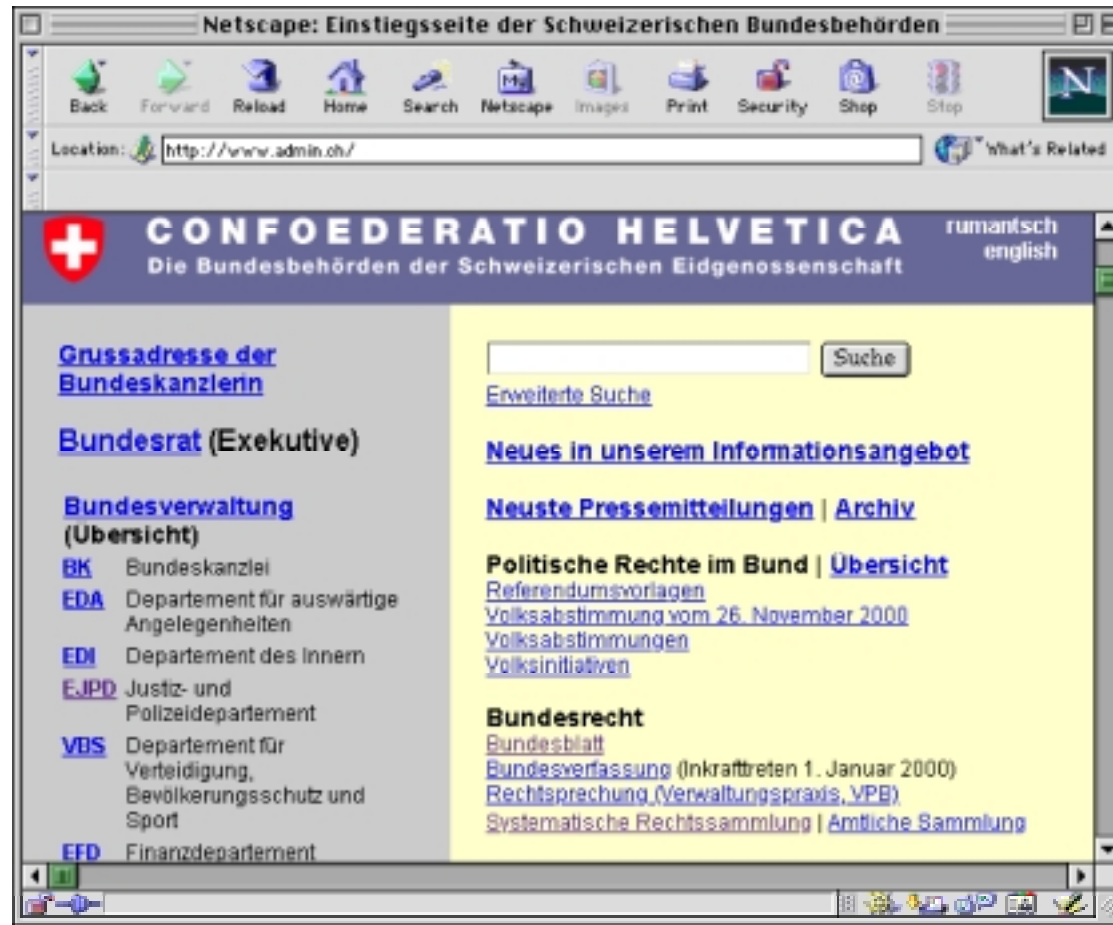 Netscape: Einstiegsseite der Schweizerischen Bundesbehörden
Back Forward Reload Home Search Netscape Images Print Security Shop Stop
Location: http://www.admin.ch/ What's Related
CONFOEDERATIO HELVETICA
Die Bundesbehörden der Schweizerischen Eidgenossenschaft
rumantsch
english
Grussadresse der
Bundeskanzlerin
Bundesrat (Exekutive)
Bundesverwaltung
(Übersicht)
BK Bundeskanzlei
EDA Departement für auswärtige
Angelegenheiten
EDI Departement des Innern
EJPD Justiz- und
Polizeidepartement
VBS Departement für
Verteidigung,
Bevölkerungsschutz und
Sport
EFD Finanzdepartement
Suche
Erweiterte Suche
Neues in unserem Informationsangebot
Neuste Pressemitteilungen | Archiv
Politische Rechte im Bund | Übersicht
Referendumsvorlagen
Volksabstimmung vom 26. November 2000
Volksabstimmungen
Volksinitiativen
Bundesrecht
Bundesblatt
Bundesverfassung (Inkrafttreten 1. Januar 2000)
Rechtsprechung (Verwaltungspraxis, VPB)
Systematische Rechtssammlung | Amtliche Sammlung